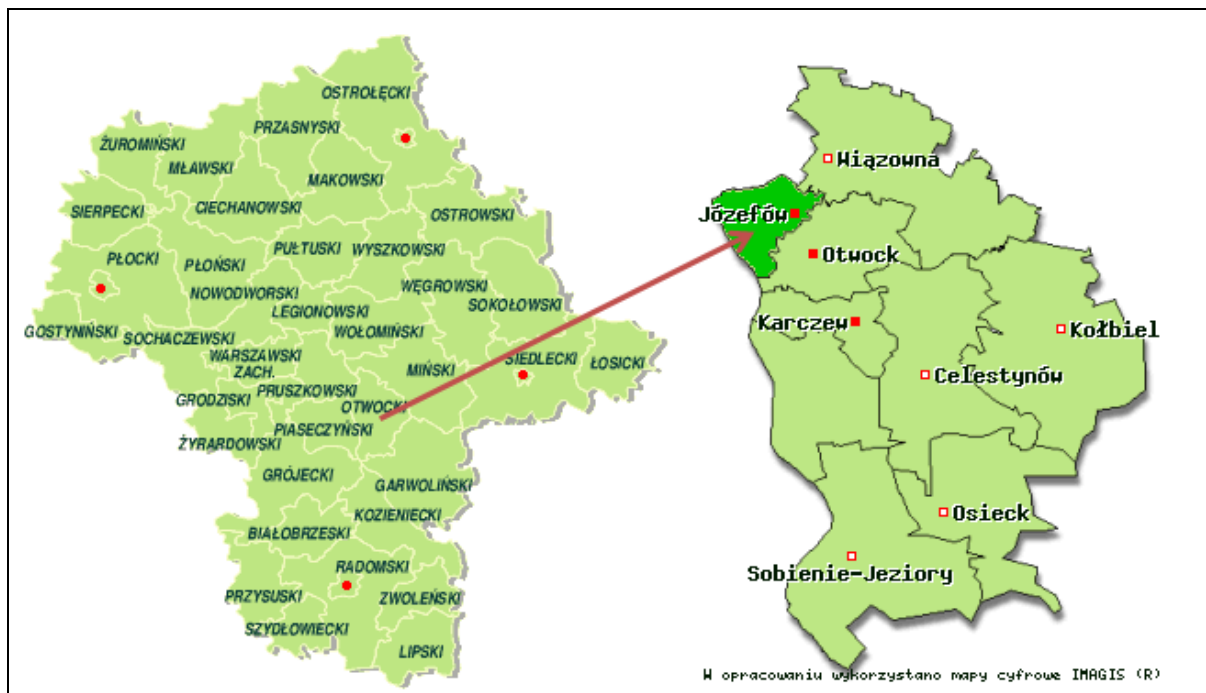 OSTROŁĘCKI
PRZASNYSKI
ŻUROMIŃSKI
MŁAWSKI
MAKOWSKI
CIECHANOWSKI
SIERPECKI
OSTROWSKI
PUŁTUSKI
WYSZKOWSKI
PŁOCKI
PŁOŃSKI
WĘGROWSKI
NOWODWORSKI
SOKOŁOWSKI
LEGIONOWSKI
GOSTYNIŃSKI
SOCHACZEWSKI
WOŁOMIŃSKI
WARSZAWSKI
ZACH.
SIEDLECKI
ŁOSICKI
MIŃSKI
PRUSZKOWSKI
GRODZISKI
OTWOCKI
PIASECZYŃSKI
ŻYRARDOWSKI
GRÓJECKI
GARWOLIŃSKI
KOZIENICKI
BIAŁOBRZESKI
RADOMSKI
PRZYSUSKI
ZWOLEŃSKI
SZYDŁOWIECKI
LIPSKI
Wiązowna
Józefów
Otwock
Karczew
Kołbiel
Celestynów
Osieck
Sobienie-Jeziory
W opracowaniu wykorzystano mapy cyfrowe IMAGIS (R)